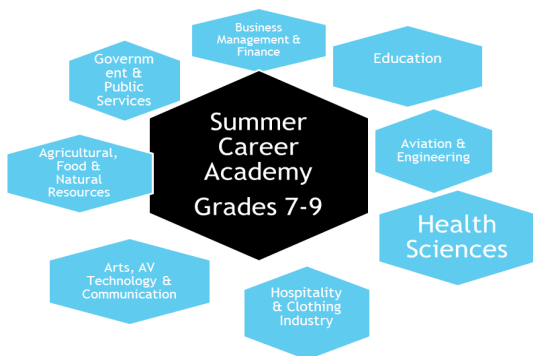 Business
Management &
Finance
Education
Governm
ent &
Public
Services
Summer
Career
Academy
Grades 7-9
Aviation &
Engineering
Agricultural,
Food &
Natural
Resources
Health
Sciences
Arts, AV
Technology &
Communication
Hospitality
& Clothing
Industry